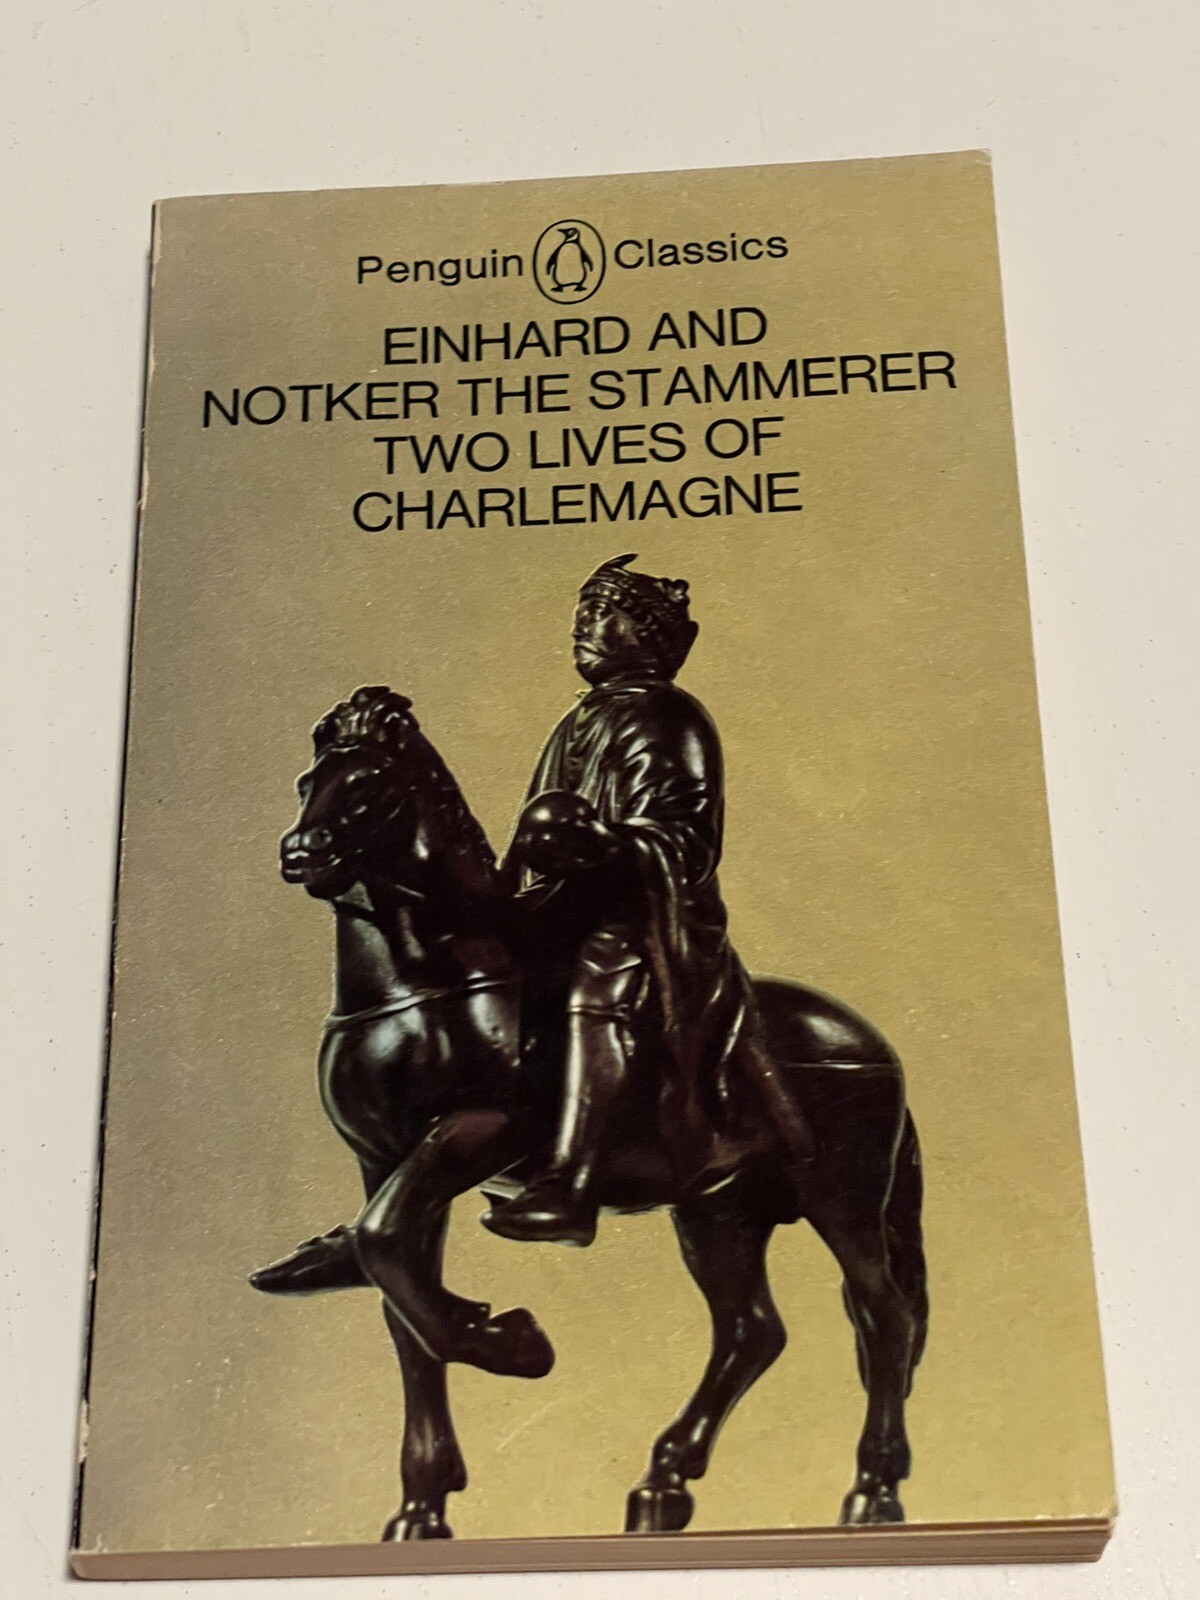 Penguin Classics
EINHARD AND
NOTKER THE STAMMERER
TWO LIVES OF
CHARLEMAGNE